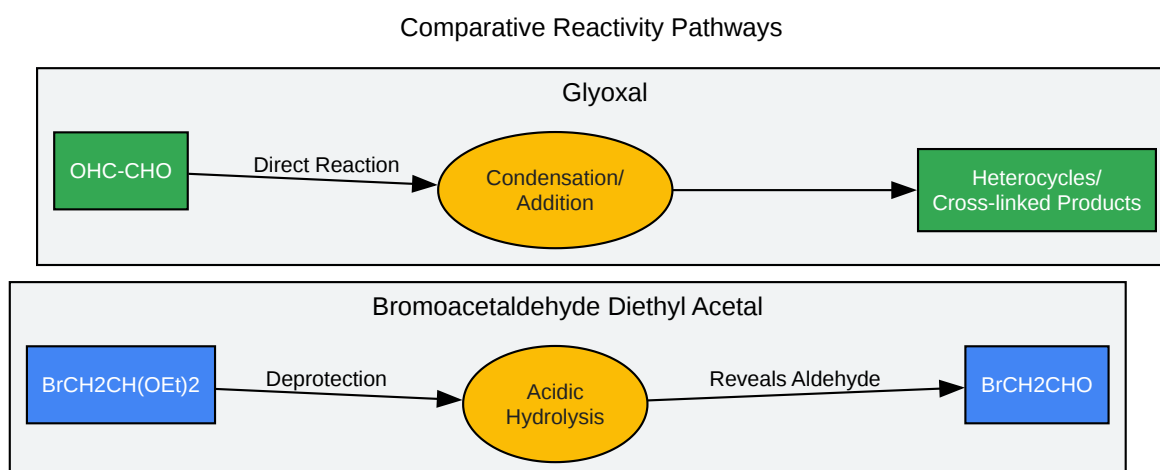 Comparative Reactivity Pathways
Glyoxal
OHC-CHO
Direct Reaction
Condensation/
Addition
Heterocycles/
Cross-linked Products
Bromoacetaldehyde Diethyl Acetal
BrCH2CH(OEt)2
Deprotection
Acidic
Hydrolysis
Reveals Aldehyde
BrCH2CHO